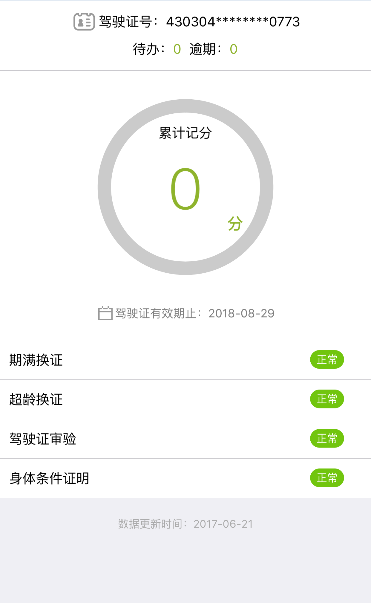 驾驶证号：430304********0773
待办：0 逾期：0
累计记分
0
分
驾驶证有效期止：2018-08-29
期满换证 正常
超龄换证 正常
驾驶证审验 正常
身体条件证明 正常
数据更新时间：2017-06-21